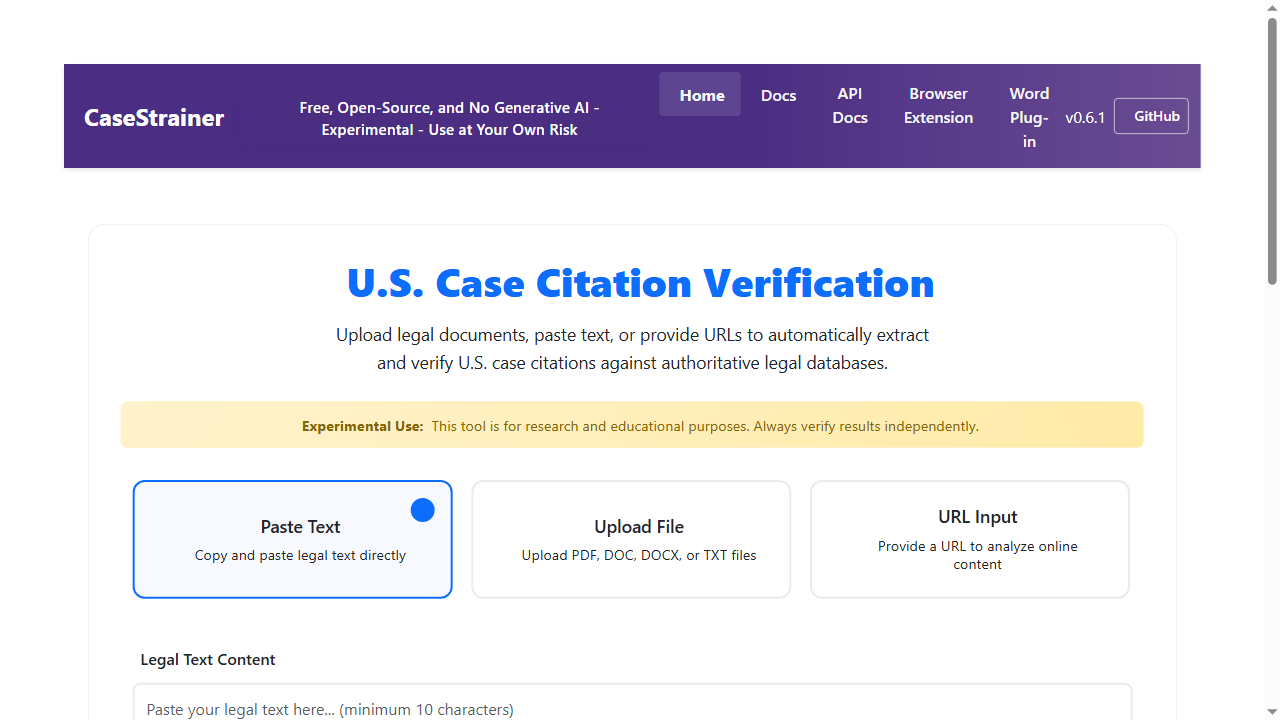 CaseStrainer
Free, Open-Source, and No Generative AI -
Experimental - Use at Your Own Risk
Home
Docs
API
Docs
Browser
Extension
Word
Plug-
in
v0.6.1
GitHub
U.S. Case Citation Verification
Upload legal documents, paste text, or provide URLs to automatically extract
and verify U.S. case citations against authoritative legal databases.
Experimental Use: This tool is for research and educational purposes. Always verify results independently.
Paste Text
Copy and paste legal text directly
Upload File
Upload PDF, DOC, DOCX, or TXT files
URL Input
Provide a URL to analyze online
content
Legal Text Content
Paste your legal text here... (minimum 10 characters)